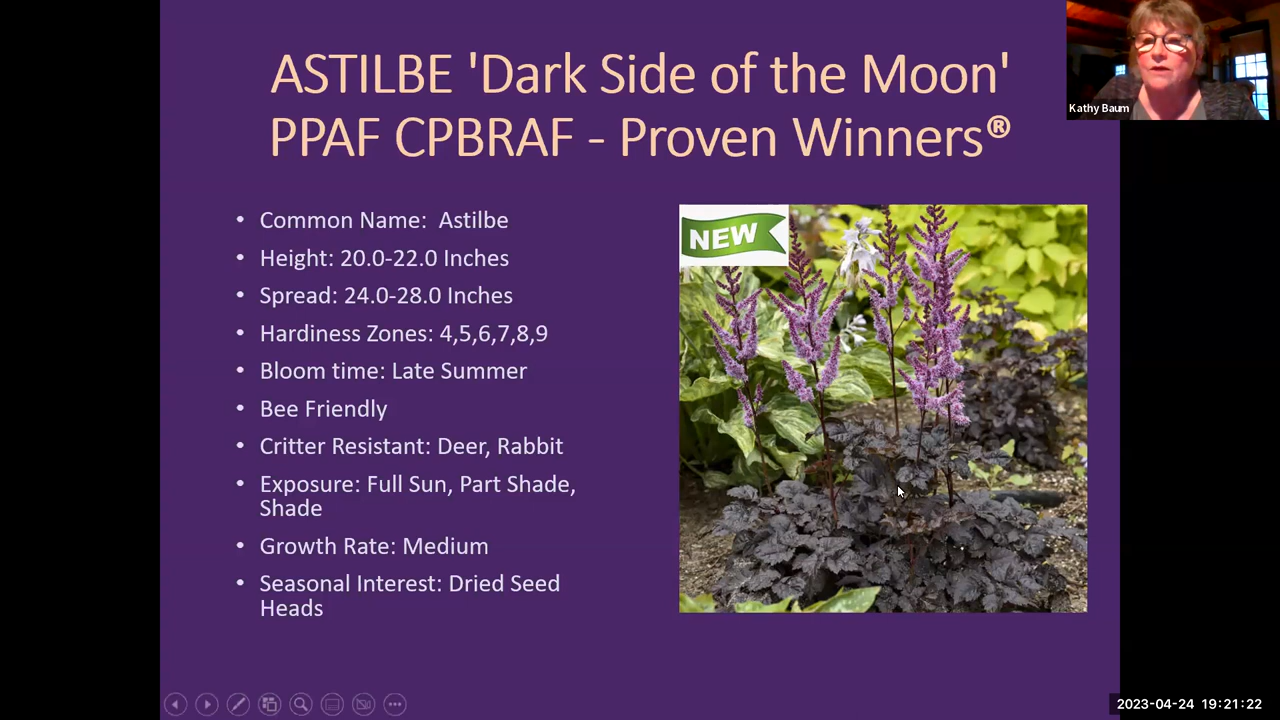 ASTILBE 'Dark Side of the Moon'
PPAF CPBRAF - Proven Winners®
Kathy Baum
• Common Name:  Astilbe
• Height: 20.0-22.0 Inches
• Spread: 24.0-28.0 Inches
• Hardiness Zones: 4,5,6,7,8,9
• Bloom time: Late Summer
• Bee Friendly
• Critter Resistant: Deer, Rabbit
• Exposure: Full Sun, Part Shade,
Shade
• Growth Rate: Medium
• Seasonal Interest: Dried Seed
Heads
NEW
2023-04-24 19:21:22